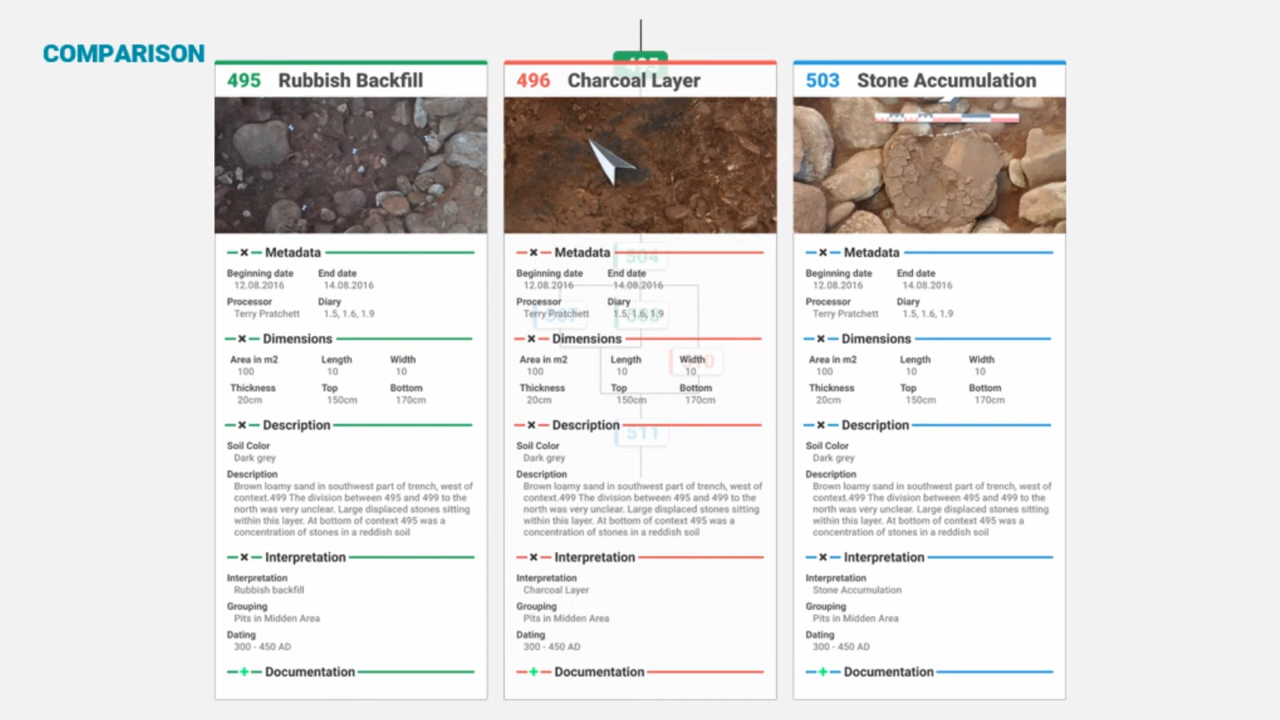 COMPARISON
495 Rubbish Backfill
Metadata
Beginning date End date
12.08.2016 14.08.2016
Processor Diary
Terry Pratchett 1.5, 1.6, 1.9
Dimensions
Area in m2 Length Width
100 10 10
Thickness Top Bottom
20cm 150cm 170cm
Description
Soil Color
Dark grey
Description
Brown loamy sand in southwest part of trench, west of
context.499 The division between 495 and 499 to the
north was very unclear. Large displaced stones sitting
within this layer. At bottom of context 495 was a
concentration of stones in a reddish soil
Interpretation
Interpretation
Rubbish backfill
Grouping
Pits in Midden Area
Dating
300 - 450 AD
Documentation
496 Charcoal Layer
Metadata
Beginning date End date
12.08.2016 14.08.2016
Processor Diary
Terry Pratchett 1.5, 1.6, 1.9
Dimensions
Area in m2 Length Width
100 10 10
Thickness Top Bottom
20cm 150cm 170cm
Description
Soil Color
Dark grey
Description
Brown loamy sand in southwest part of trench, west of
context.499 The division between 495 and 499 to the
north was very unclear. Large displaced stones sitting
within this layer. At bottom of context 495 was a
concentration of stones in a reddish soil
Interpretation
Interpretation
Charcoal Layer
Grouping
Pits in Midden Area
Dating
300 - 450 AD
Documentation
504
511
503 Stone Accumulation
Metadata
Beginning date End date
12.08.2016 14.08.2016
Processor Diary
Terry Pratchett 1.5, 1.6, 1.9
Dimensions
Area in m2 Length Width
100 10 10
Thickness Top Bottom
20cm 150cm 170cm
Description
Soil Color
Dark grey
Description
Brown loamy sand in southwest part of trench, west of
context.499 The division between 495 and 499 to the
north was very unclear. Large displaced stones sitting
within this layer. At bottom of context 495 was a
concentration of stones in a reddish soil
Interpretation
Interpretation
Stone Accumulation
Grouping
Pits in Midden Area
Dating
300 - 450 AD
Documentation